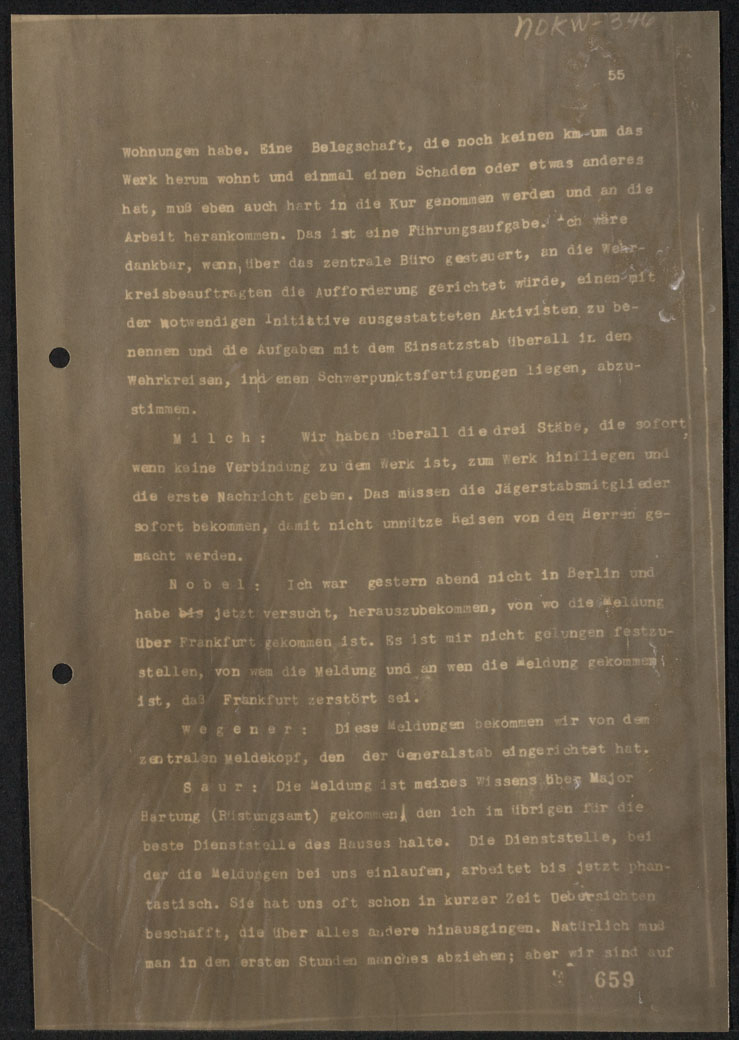 NOKW-346
55
Wohnungen habe. Eine Belegschaft, die noch keinen km um das
Werk herum wohnt und einmal einen Schaden oder etwas anderes
hat, muß eben auch hart in die Kur genommen werden und an die
Arbeit herankommen. Das ist eine Führungsaufgabe. Ich wäre
dankbar, wenn, über das zentrale Büro gesteuert, an die Wehr-
kreisbeauftragten die Aufforderung gerichtet würde, einen mit
der notwendigen Initiative ausgestatteten Aktivisten zu be-
nennen und die Aufgaben mit dem Einsatzstab überall in den
Wehrkreisen, in denen Schwerpunktsfertigungen liegen, abzu-
stimmen.
Milch: Wir haben überall die drei Stäbe, die sofort,
wenn keine Verbindung zu dem Werk ist, zum Werk hinfliegen und
die erste Nachricht geben. Das müssen die Jägerstabsmitglieder
sofort bekommen, damit nicht unnütze Reisen von den Herren ge-
macht werden.
Nobel: Ich war gestern abend nicht in Berlin und
habe bis jetzt versucht, herauszubekommen, von wo die Meldung
über Frankfurt gekommen ist. Es ist mir nicht gelungen festzu-
stellen, von wem die Meldung und an wen die Meldung gekommen
ist, daß Frankfurt zerstört sei.
Wegener: Diese Meldungen bekommen wir von dem
zentralen Meldekopf, den der Generalstab eingerichtet hat.
Saur: Die Meldung ist meines Wissens über Major
Hartung (Rüstungsamt) gekommen, den ich im übrigen für die
beste Dienststelle des Hauses halte. Die Dienststelle, bei
der die Meldungen bei uns einlaufen, arbeitet bis jetzt phan-
tastisch. Sie hat uns oft schon in kurzer Zeit Uebersichten
beschafft, die über alles andere hinausgingen. Natürlich muß
man in den ersten Stunden manches abziehen; aber wir sind auf
659